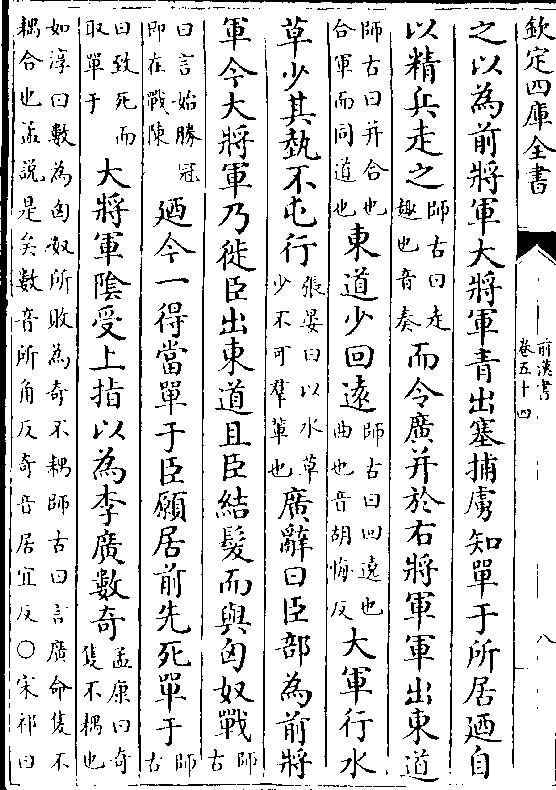 欽定四庫全書
前漢書
卷五十四
八
之以為前將軍大將軍青出塞捕虜知單于所居廼自
以精兵走之師古曰走趣也音奏而令廣并於右將軍軍出東道
師古曰并合也合軍而同道也東道少回遠師古曰回遶也曲也音胡悔反大軍行水
草少其埶不屯行張晏曰以水草少不可羣輩也廣辭曰臣部為前將
軍今大將軍乃徙臣出東道且臣結髮而與匈奴戰師古
曰言始勝冠即在戰陳廼今一得當單于臣願居前先死單于師古
曰致死而取單于大將軍陰受上指以為李廣數奇孟康曰奇隻不耦也
如淳曰數為匈奴所敗為奇不耦師古曰言廣命隻不耦合也孟說是矣數音所角反奇音居宜反○宋祁曰